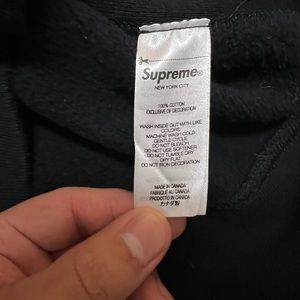 Supreme®
NEW YORK CITY
100% COTTON
EXCLUSIVE OF DECORATION
WASH INSIDE OUT WITH LIKE
COLORS
MACHINE WASH COLD
GENTLE CYCLE
DO NOT BLEACH
DO NOT USE SOFTENER
DO NOT TUMBLE DRY
DRY FLAT
DO NOT IRON DECORATION
MADE IN CANADA
FABRIQUÉ AU CANADA
PRODOTTO IN CANADA
カナダ製